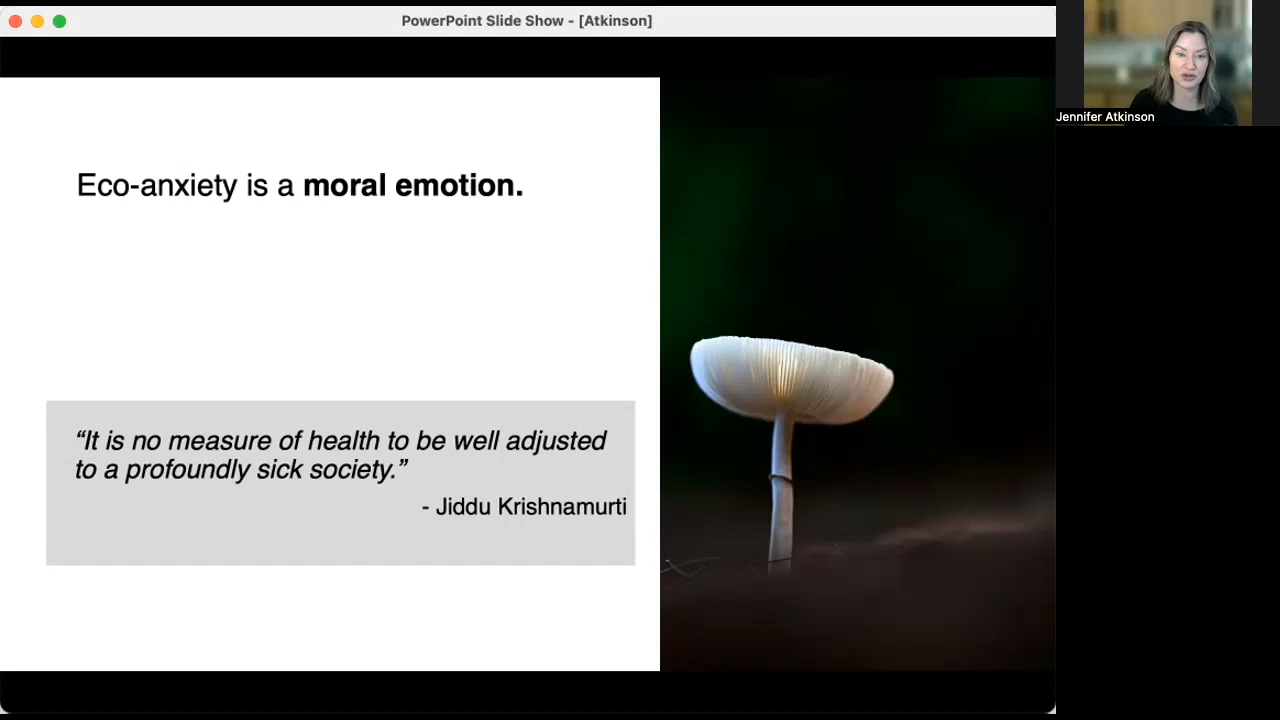 PowerPoint Slide Show - [Atkinson]
Jennifer Atkinson
Eco-anxiety is a moral emotion.
“It is no measure of health to be well adjusted
to a profoundly sick society.”
- Jiddu Krishnamurti